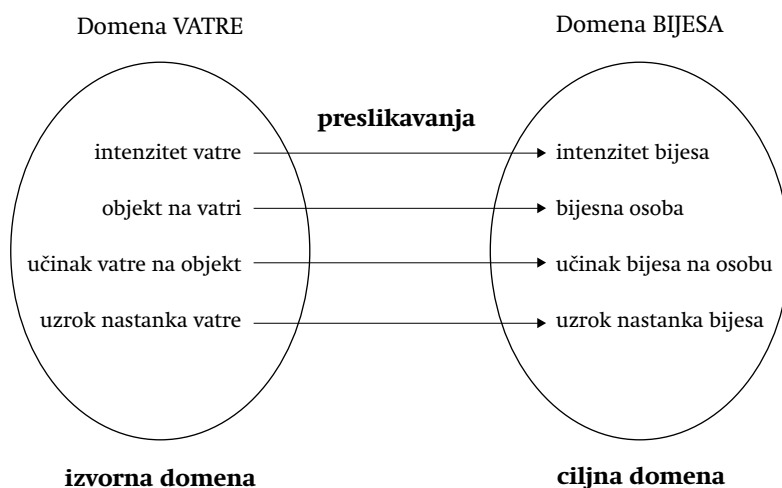 Domena VATRE
Domena BIJESA
preslikavanja
intenzitet vatre
intenzitet bijesa
objekt na vatri
bijesna osoba
učinak vatre na objekt
učinak bijesa na osobu
uzrok nastanka vatre
uzrok nastanka bijesa
izvorna domena
ciljna domena